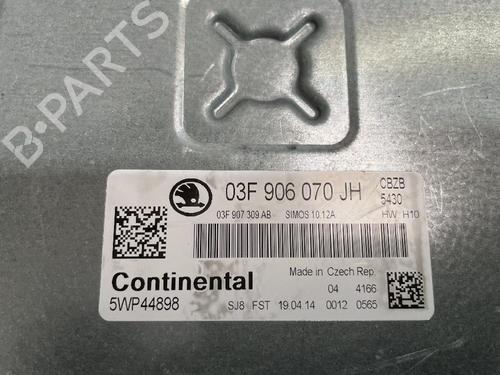 B-PARTS
03F 906 070 JH
CBZB
5430
03F 907 309 AB SIMOS 10.12A HW H10
Continental
Made in Czech Rep.
04 4166
5WP44898 SJ8 FST 19.04.14 0012 0565